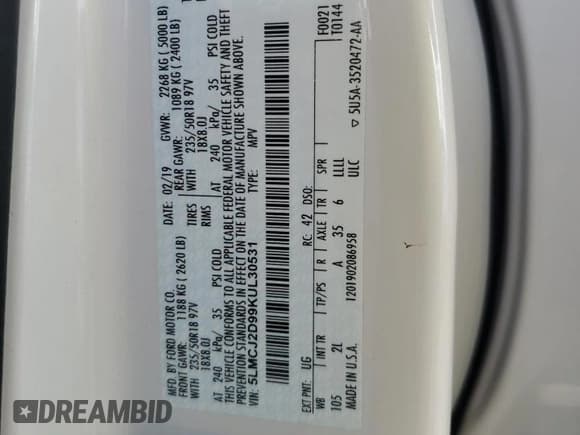 MFD. BY FORD MOTOR CO.
DATE: 02/19 GVWR: 2268 KG ( 5000 LB)
FRONT GAWR: 1188 KG ( 2620 LB) REAR GAWR: 1089 KG ( 2400 LB)
WITH 235/50R18 97V TIRES WITH 235/50R18 97V
18X8.0J RIMS 18X8.0J
AT 240 kPa/ 35 PSI COLD AT 240 kPa/ 35 PSI COLD
THIS VEHICLE CONFORMS TO ALL APPLICABLE FEDERAL MOTOR VEHICLE SAFETY AND THEFT
PREVENTION STANDARDS IN EFFECT ON THE DATE OF MANUFACTURE SHOWN ABOVE.
VIN: 5LMCJ2D99KUL30531 TYPE: MPV
F0021
T0144
EXT PNT: UG RC: 42 DSO:
WB INT TR TP/PS R AXLE TR SPR
105 2L A 35 6 LLLL
MADE IN U.S.A. ULC
1201902086958
▽ 5U5A-3520472-AA
DREAMBID